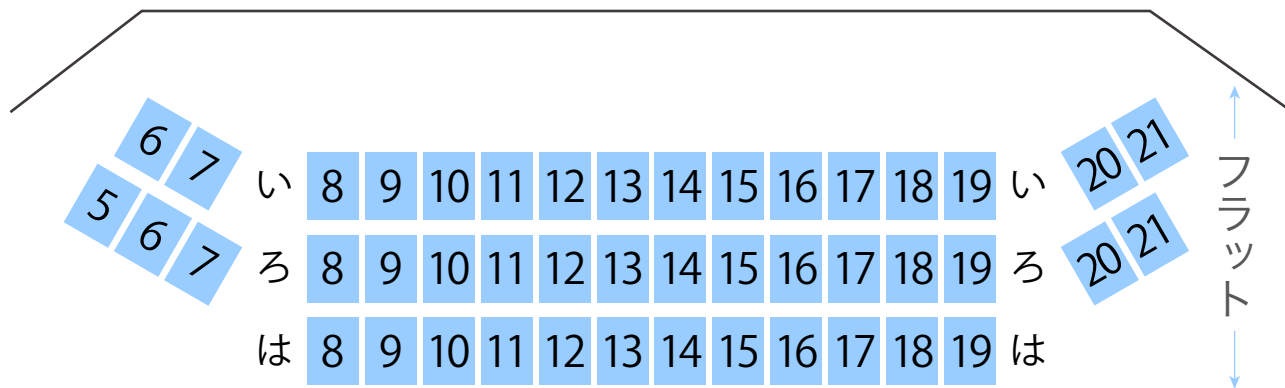 6 7 い 8 9 10 11 12 13 14 15 16 17 18 19 い 20 21
5 6 7 ろ 8 9 10 11 12 13 14 15 16 17 18 19 ろ 20 21
は 8 9 10 11 12 13 14 15 16 17 18 19 は
フラット